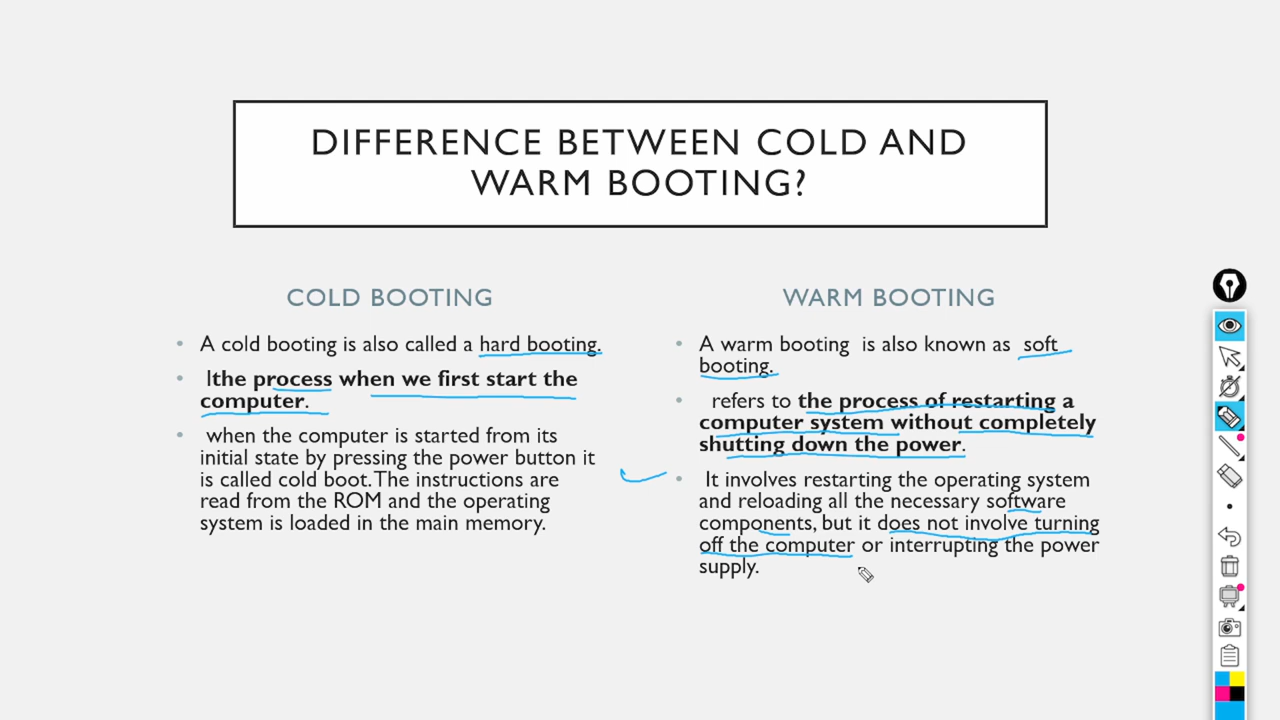 DIFFERENCE BETWEEN COLD AND
WARM BOOTING?
COLD BOOTING
• A cold booting is also called a hard booting.
• Ithe process when we first start the
computer.
• when the computer is started from its
initial state by pressing the power button it
is called cold boot. The instructions are
read from the ROM and the operating
system is loaded in the main memory.
WARM BOOTING
• A warm booting is also known as soft
booting.
• refers to the process of restarting a
computer system without completely
shutting down the power.
• It involves restarting the operating system
and reloading all the necessary software
components, but it does not involve turning
off the computer or interrupting the power
supply.